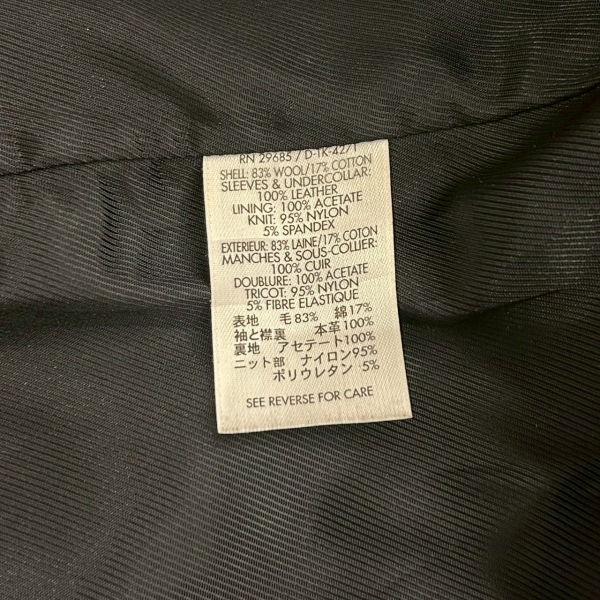 RN 29685 / D-1K-4271
SHELL: 83% WOOL/17% COTTON
SLEEVES & UNDERCOLLAR:
100% LEATHER
LINING: 100% ACETATE
KNIT: 95% NYLON
5% SPANDEX
EXTERIEUR: 83% LAINE/17% COTON
MANCHES & SOUS-COLLIER:
100% CUIR
DOUBLURE: 100% ACETATE
TRICOT: 95% NYLON
5% FIBRE ELASTIQUE
表地 毛83% 綿17%
袖と襟裏 本革100%
裏地 アセテート100%
ニット部 ナイロン95%
ポリウレタン 5%
SEE REVERSE FOR CARE